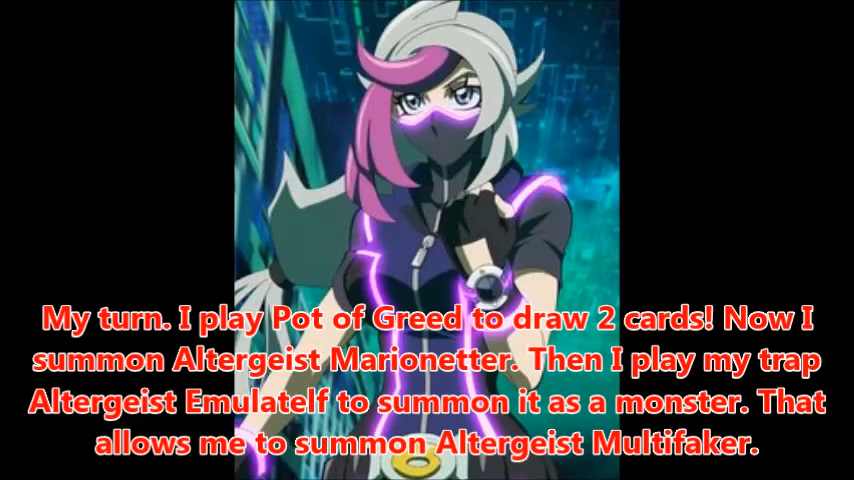 My turn. I play Pot of Greed to draw 2 cards! Now I
summon Altergeist Marionetter. Then I play my trap
Altergeist Emulatelf to summon it as a monster. That
allows me to summon Altergeist Multifaker.